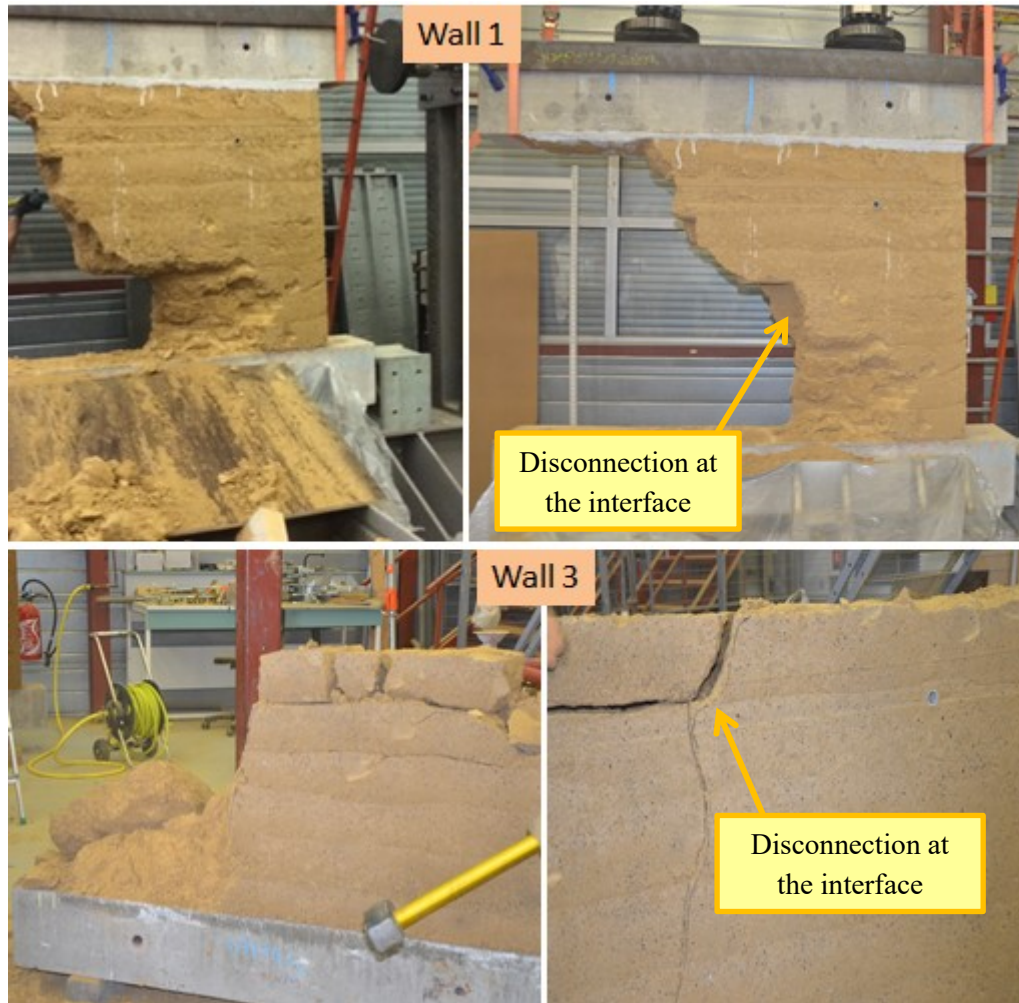 Wall 1
Disconnection at
the interface
Wall 3
Disconnection at
the interface